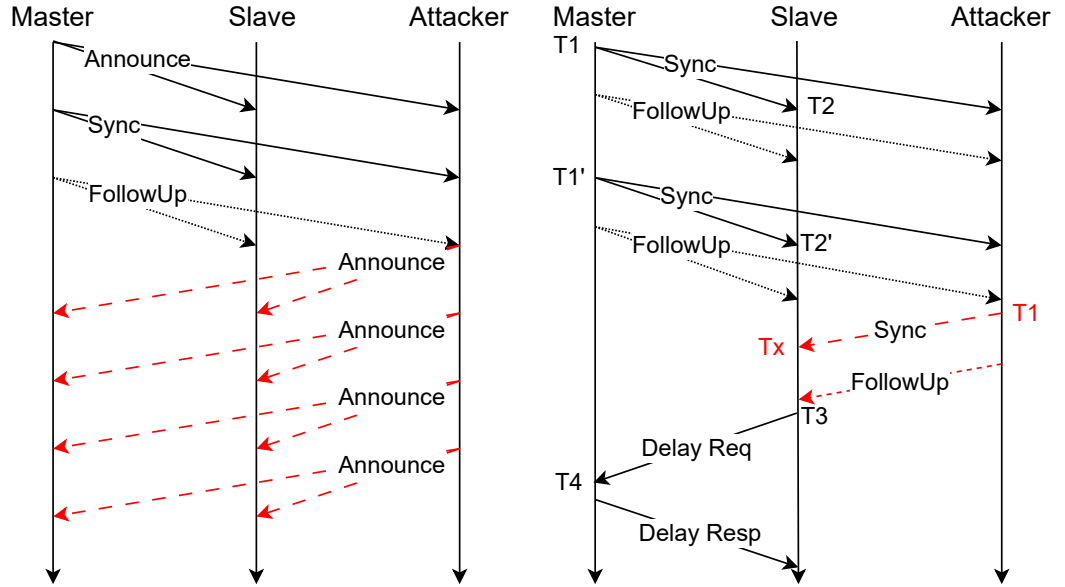 Master Slave Attacker
Announce
Sync
FollowUp
Announce
Announce
Announce
Announce
Master Slave Attacker
T1
Sync
T2
FollowUp
T1'
Sync
T2'
FollowUp
T1
Sync
Tx
FollowUp
T3
Delay Req
T4
Delay Resp